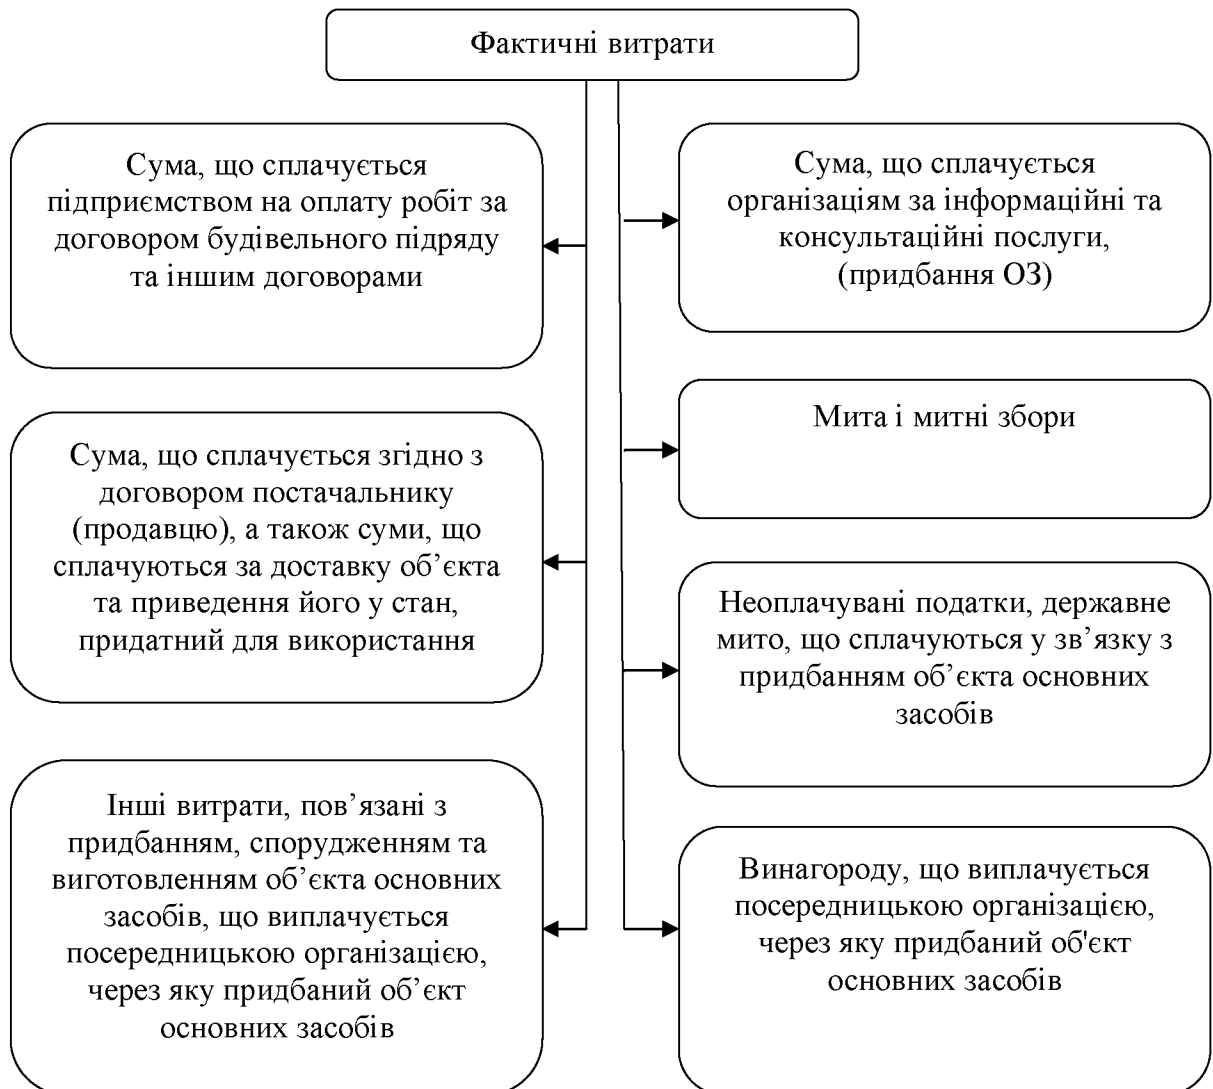 Фактичні витрати
Сума, що сплачується
підприємством на оплату робіт за
договором будівельного підряду
та іншим договорами
Сума, що сплачується
організаціям за інформаційні та
консультаційні послуги,
(придбання ОЗ)
Сума, що сплачується згідно з
договором постачальнику
(продавцю), а також суми, що
сплачуються за доставку об’єкта
та приведення його у стан,
придатний для використання
Мита і митні збори
Неоплачувані податки, державне
мито, що сплачуються у зв’язку з
придбанням об’єкта основних
засобів
Інші витрати, пов’язані з
придбанням, спорудженням та
виготовленням об’єкта основних
засобів, що виплачується
посередницькою організацією,
через яку придбаний об’єкт
основних засобів
Винагороду, що виплачується
посередницькою організацією,
через яку придбаний об'єкт
основних засобів